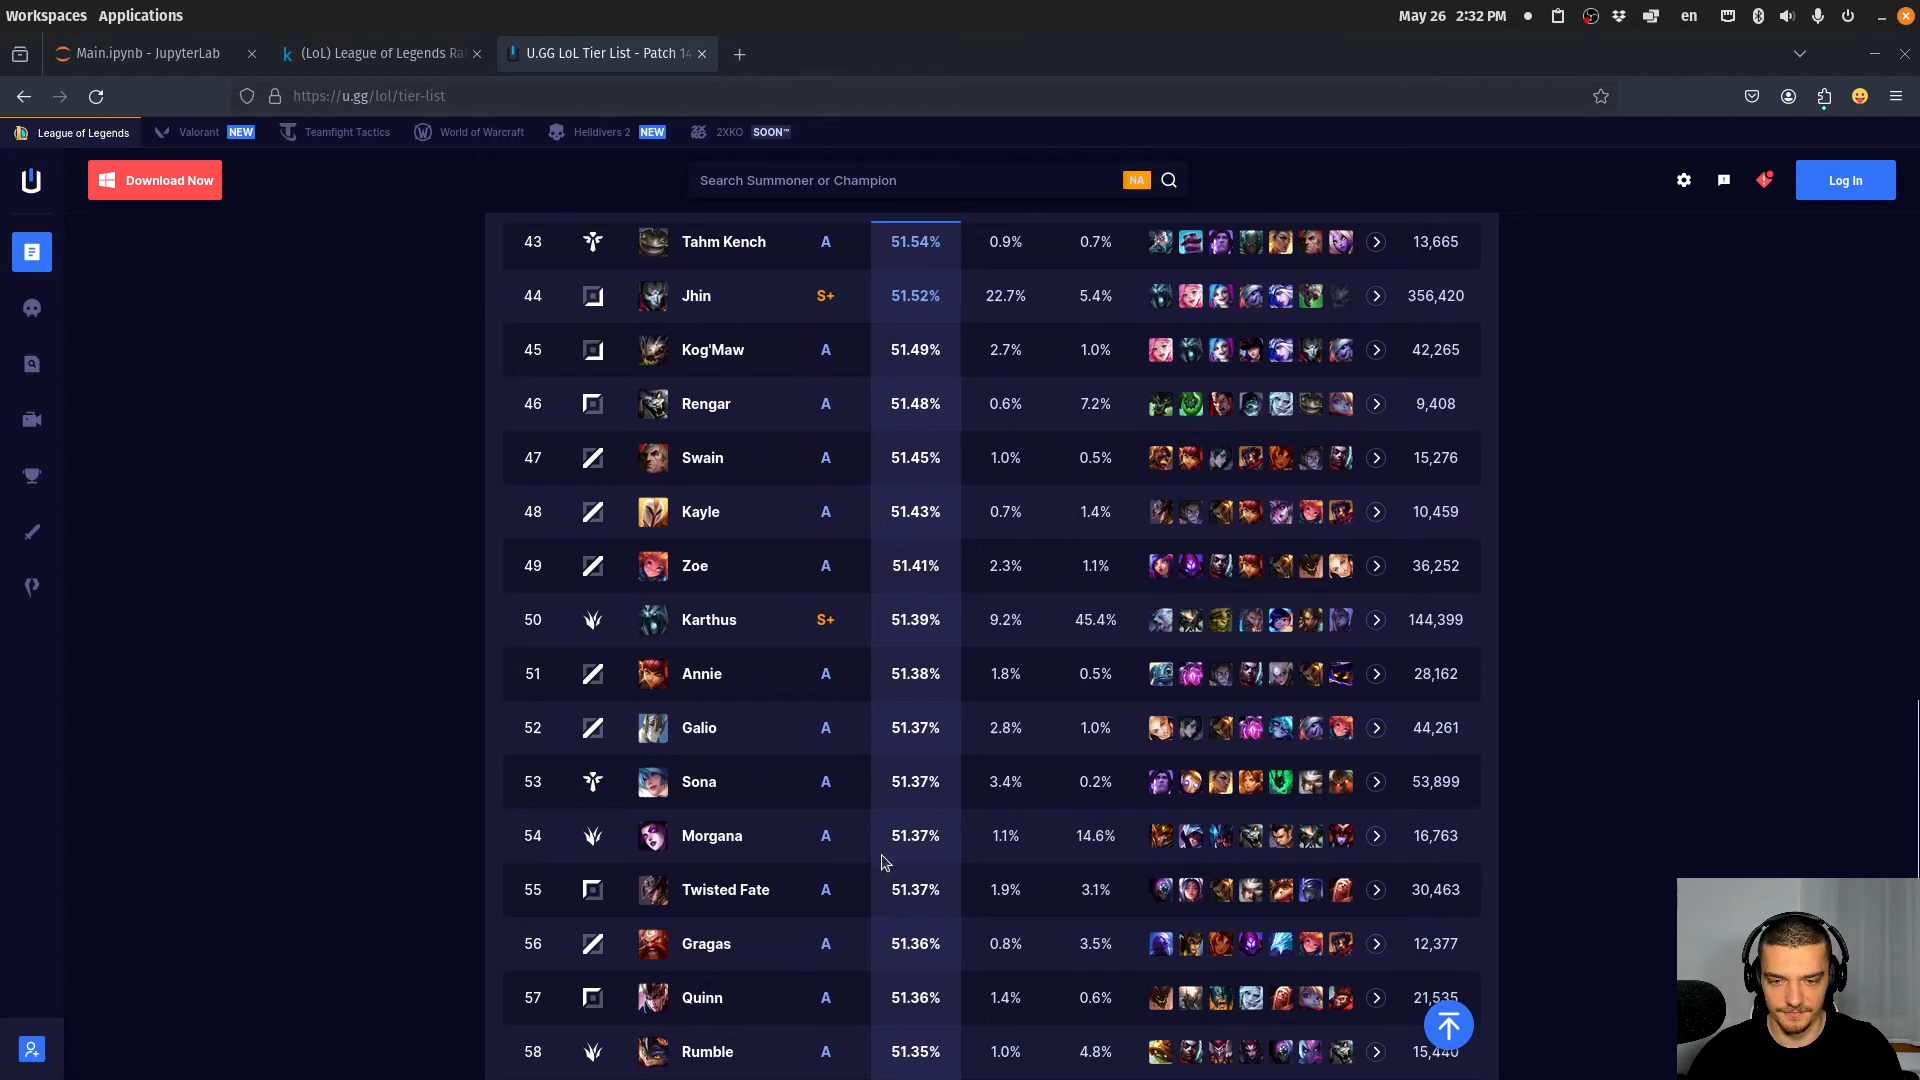 Workspaces Applications May 26 2:32 PM en
Main.ipynb - JupyterLab (LoL) League of Legends Ra U.GG LoL Tier List - Patch 14
https://u.gg/lol/tier-list
League of Legends Valorant NEW Teamfight Tactics World of Warcraft Helldivers 2 NEW 2XKO SOON™
Download Now Search Summoner or Champion NA Log In
43 Tahm Kench A 51.54% 0.9% 0.7% 13,665
44 Jhin S+ 51.52% 22.7% 5.4% 356,420
45 Kog'Maw A 51.49% 2.7% 1.0% 42,265
46 Rengar A 51.48% 0.6% 7.2% 9,408
47 Swain A 51.45% 1.0% 0.5% 15,276
48 Kayle A 51.43% 0.7% 1.4% 10,459
49 Zoe A 51.41% 2.3% 1.1% 36,252
50 Karthus S+ 51.39% 9.2% 45.4% 144,399
51 Annie A 51.38% 1.8% 0.5% 28,162
52 Galio A 51.37% 2.8% 1.0% 44,261
53 Sona A 51.37% 3.4% 0.2% 53,899
54 Morgana A 51.37% 1.1% 14.6% 16,763
55 Twisted Fate A 51.37% 1.9% 3.1% 30,463
56 Gragas A 51.36% 0.8% 3.5% 12,377
57 Quinn A 51.36% 1.4% 0.6% 21,535
58 Rumble A 51.35% 1.0% 4.8% 15,440